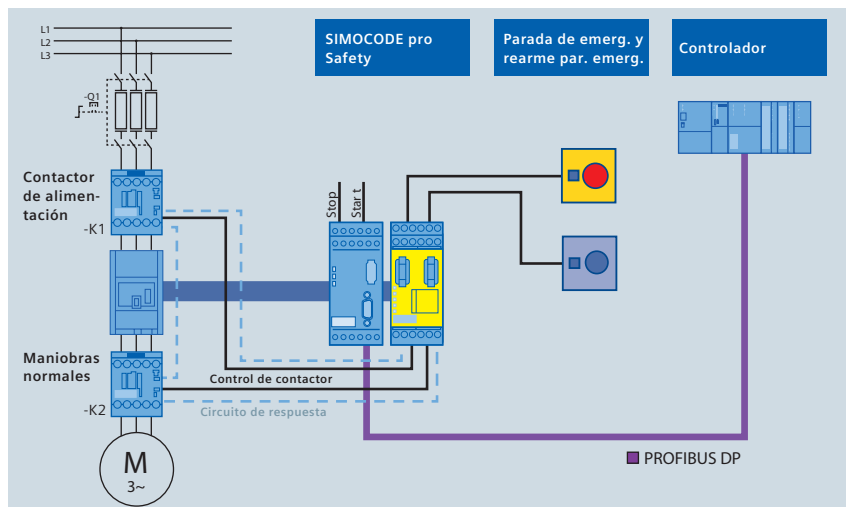 L1
L2
L3
SIMOCODE pro
Safety
Parada de emerg. y
rearme par. emerg.
Controlador
-Q1
Contactor
de alimen-
tación
-K1
Stop
Start
Maniobras
normales
-K2
Control de contactor
Circuito de respuesta
M
3~
PROFIBUS DP